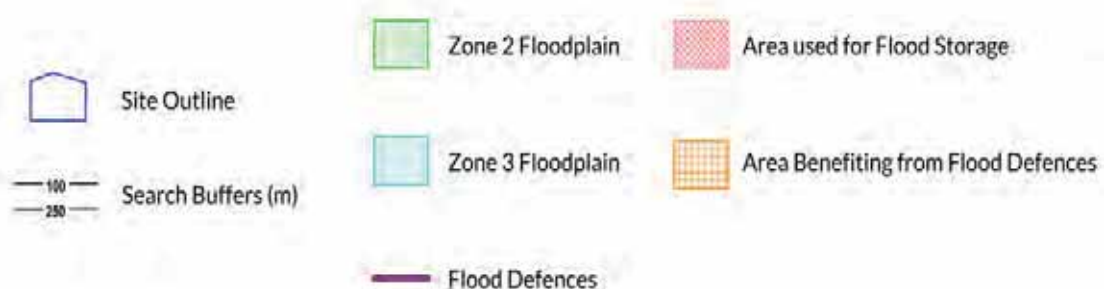 Site Outline
100
250
Search Buffers (m)
Zone 2 Floodplain
Zone 3 Floodplain
Flood Defences
Area used for Flood Storage
Area Benefiting from Flood Defences